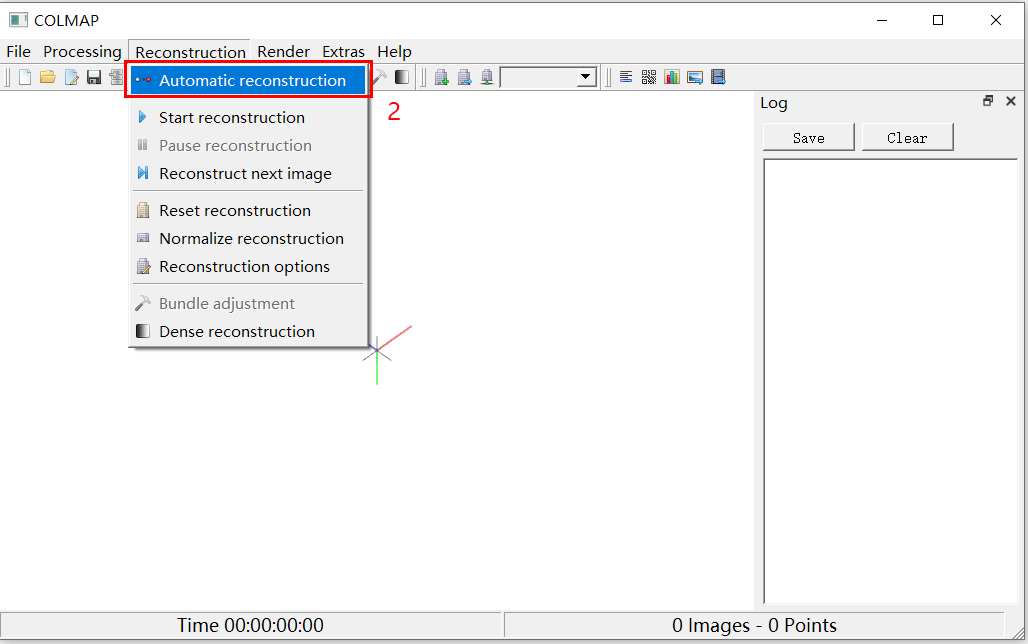 COLMAP
File Processing Reconstruction Render Extras Help
Automatic reconstruction
2
Start reconstruction
Pause reconstruction
Reconstruct next image
Reset reconstruction
Normalize reconstruction
Reconstruction options
Bundle adjustment
Dense reconstruction
Log
Save Clear
Time 00:00:00:00
0 Images - 0 Points